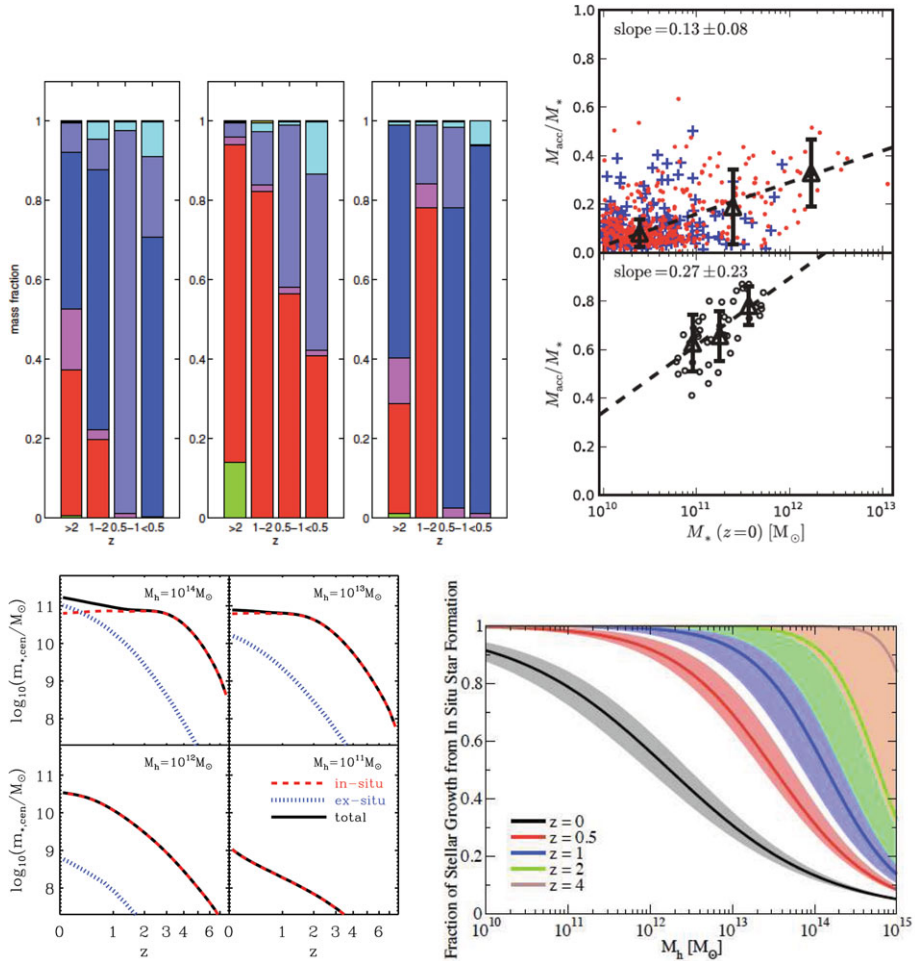 mass fraction
1
0.8
0.6
0.4
0.2
0
>2 1-2 0.5-1 <0.5
z
1
0.8
0.6
0.4
0.2
0
>2 1-2 0.5-1 <0.5
z
1
0.8
0.6
0.4
0.2
0
>2 1-2 0.5-1 <0.5
z
slope = 0.13 ± 0.08
M_acc/M_*
1.0
0.8
0.6
0.4
0.2
0.0
slope = 0.27 ± 0.23
M_acc/M_*
0.8
0.6
0.4
0.2
0.0
10^10 10^11 10^12 10^13
M_* (z=0) [M_⊙]
log₁₀(m_*,cen/M_⊙)
11
10
9
8
M_h=10^14 M_⊙
M_h=10^13 M_⊙
log₁₀(m_*,cen/M_⊙)
11
10
9
8
M_h=10^12 M_⊙
M_h=10^11 M_⊙
in-situ
ex-situ
total
0 1 2 3 4 6
z
0 1 2 3 4 6
z
Fraction of Stellar Growth from In Situ Star Formation
1
0.8
0.6
0.4
0.2
0
z = 0
z = 0.5
z = 1
z = 2
z = 4
10^10 10^11 10^12 10^13 10^14 10^15
M_h [M_⊙]